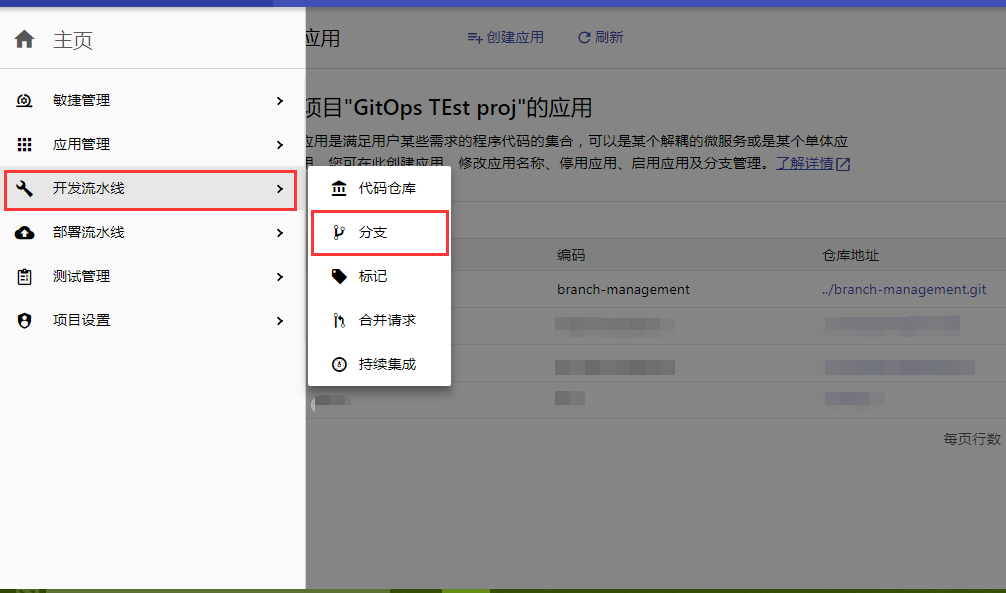 主页
敏捷管理
应用管理
开发流水线
部署流水线
测试管理
项目设置
代码仓库
分支
标记
合并请求
持续集成
应用
创建应用
刷新
项目"GitOps TEst proj"的应用
应用是满足用户某些需求的程序代码的集合，可以是某个解耦的微服务或是某个单体应
用。您可在此创建应用、修改应用名称、停用应用、启用应用及分支管理。了解详情
编码
仓库地址
branch-management
../branch-management.git
每页行数